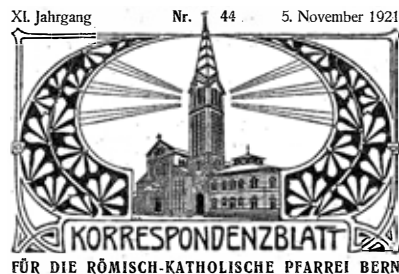 XI. Jahrgang Nr. 44 5. November 1921
KORRESPONDENZBLATT
FÜR DIE RÖMISCH-KATHOLISCHE PFARREI BERN